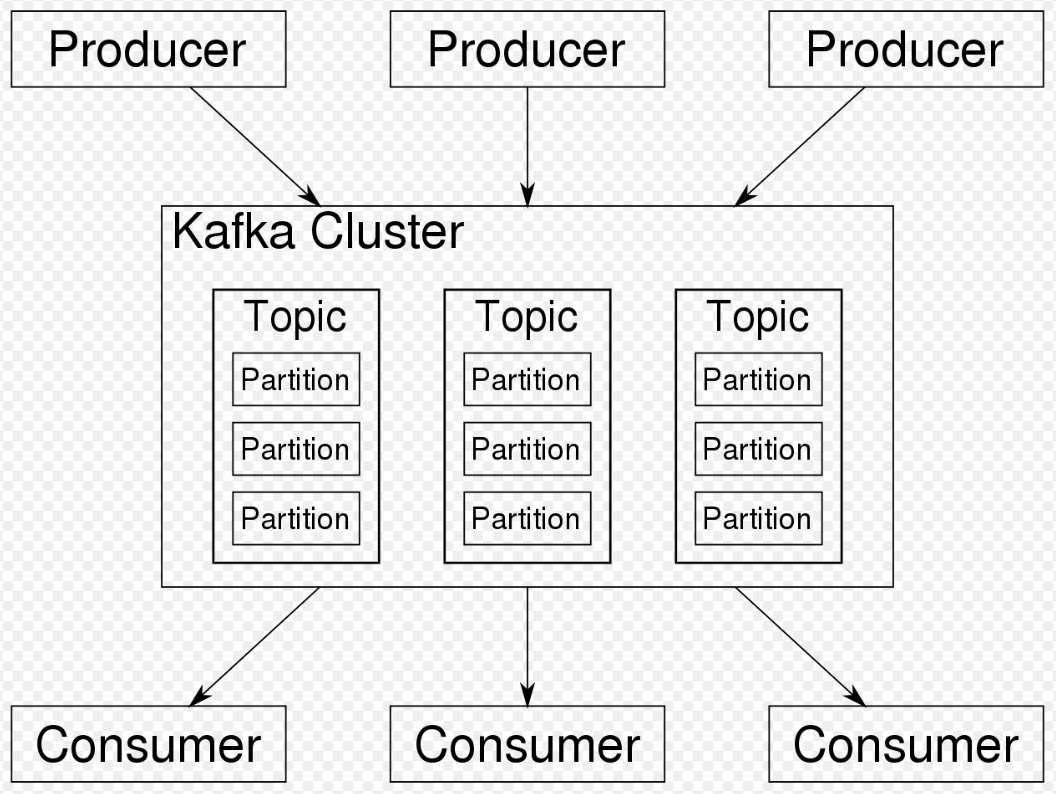 Producer Producer Producer
Kafka Cluster
Topic Topic Topic
Partition Partition Partition
Partition Partition Partition
Partition Partition Partition
Consumer Consumer Consumer